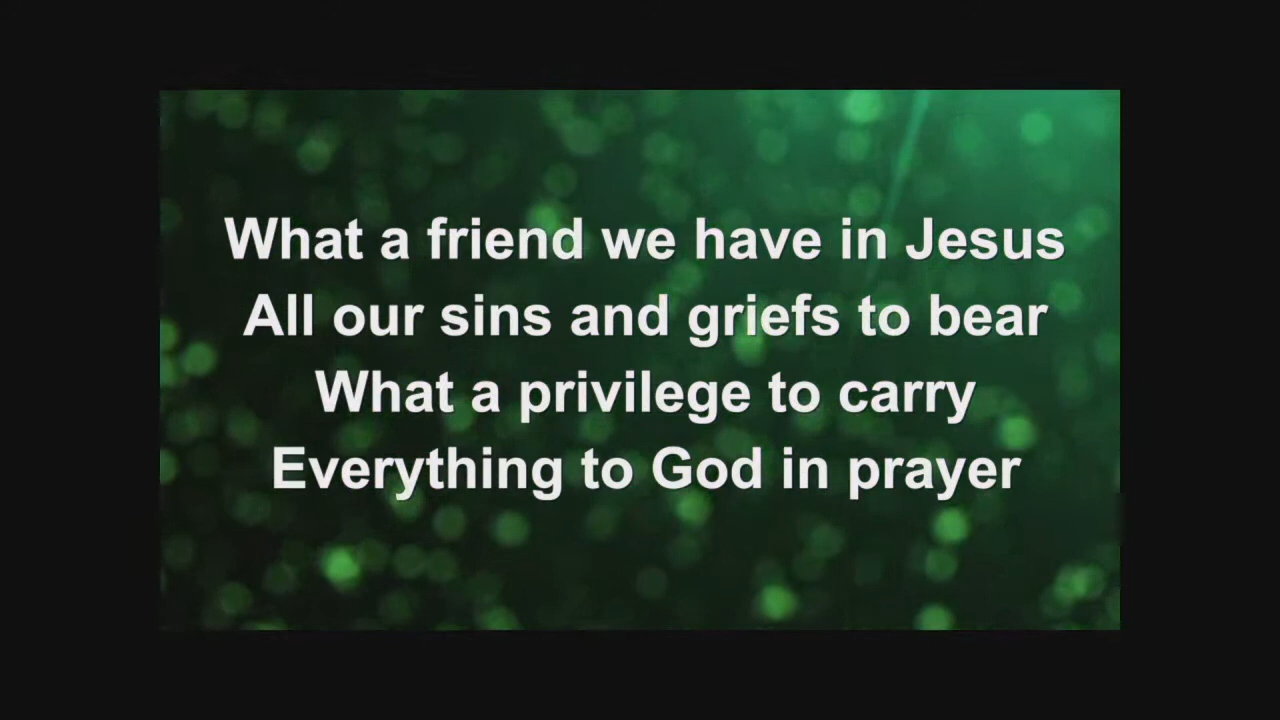 What a friend we have in Jesus
All our sins and griefs to bear
What a privilege to carry
Everything to God in prayer